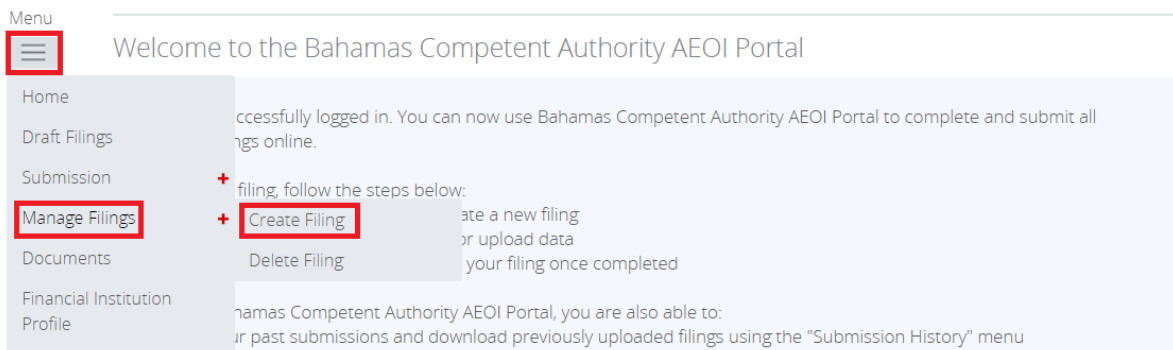 Menu
Welcome to the Bahamas Competent Authority AEOI Portal
Home
Draft Filings
Submission +
Manage Filings +
Create Filing
Delete Filing
Documents
Financial Institution
Profile
ccessfully logged in. You can now use Bahamas Competent Authority AEOI Portal to complete and submit all
ngs online.
filing, follow the steps below:
ate a new filing
or upload data
your filing once completed
hamas Competent Authority AEOI Portal, you are also able to:
ur past submissions and download previously uploaded filings using the "Submission History" menu